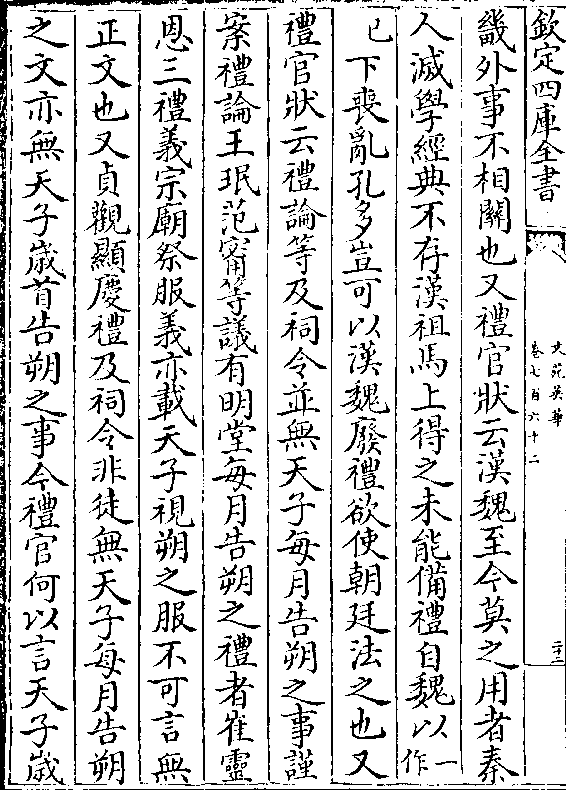 欽定四庫全書
文苑英華
卷七百六十二
二十二
畿外事不相關也又禮官狀云漢魏至今莫之用者秦
人滅學經典不存漢祖馬上得之未能備禮自魏以一作
已下喪亂孔多豈可以漢魏廢禮欲使朝廷法之也又
禮官狀云禮論等及祠令並無天子每月告朔之事謹
案禮論王珉范甯等議有明堂每月告朔之禮者崔靈
恩三禮義宗廟祭服義亦載天子視朔之服不可言無
正文也又貞觀顯慶禮及祠令非徒無天子每月告朔
之文亦無天子歳首告朔之事今禮官何以言天子歳